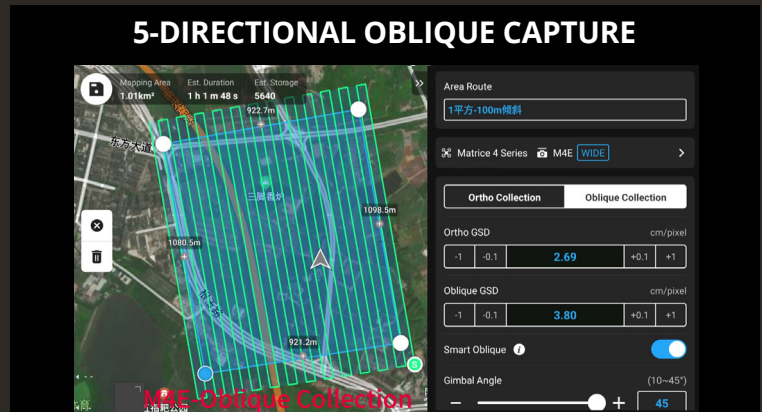 5-DIRECTIONAL OBLIQUE CAPTURE
Mapping Area
Est. Duration
Est. Storage
1.01km²
1 h 1 m 48 s
5640
922.7m
东方大道
三脚香炉
1098.5m
1080.5m
921.2m
S
M4E-Oblique Collection
Area Route
1平方-100m倾斜
Matrice 4 Series
M4E
WIDE
Ortho Collection
Oblique Collection
Ortho GSD
cm/pixel
-1
-0.1
2.69
+0.1
+1
Oblique GSD
cm/pixel
-1
-0.1
3.80
+0.1
+1
Smart Oblique
Gimbal Angle
(10~45°)
45